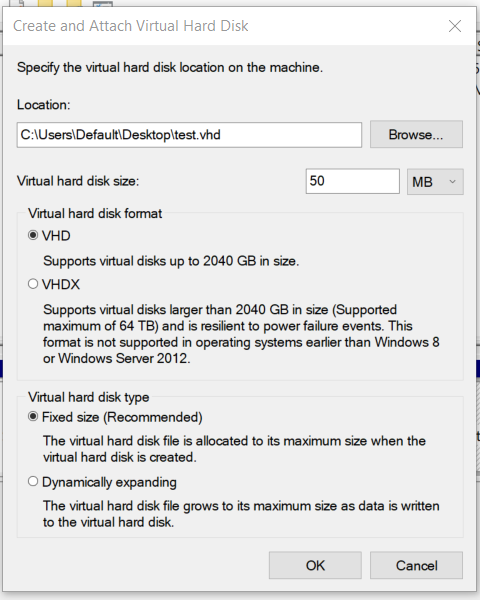 Create and Attach Virtual Hard Disk
Specify the virtual hard disk location on the machine.
Location:
C:\Users\Default\Desktop\test.vhd
Browse...
Virtual hard disk size:
50
MB
Virtual hard disk format
VHD
Supports virtual disks up to 2040 GB in size.
VHDX
Supports virtual disks larger than 2040 GB in size (Supported
maximum of 64 TB) and is resilient to power failure events. This
format is not supported in operating systems earlier than Windows 8
or Windows Server 2012.
Virtual hard disk type
Fixed size (Recommended)
The virtual hard disk file is allocated to its maximum size when the
virtual hard disk is created.
Dynamically expanding
The virtual hard disk file grows to its maximum size as data is written
to the virtual hard disk.
OK
Cancel